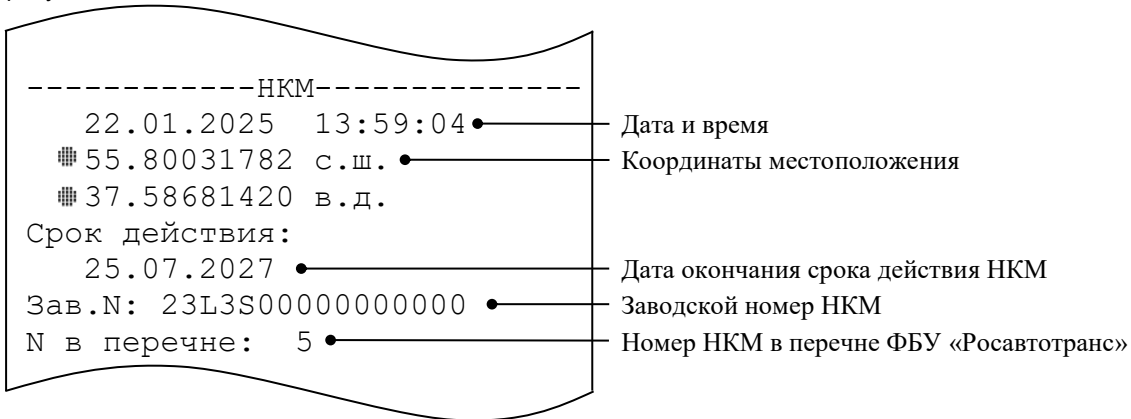 ------------НКМ--------------
22.01.2025 13:59:04 Дата и время
55.80031782 с.ш. Координаты местоположения
37.58681420 в.д.
Срок действия:
25.07.2027 Дата окончания срока действия НКМ
Зав.N: 23L3S00000000000 Заводской номер НКМ
N в перечне: 5 Номер НКМ в перечне ФБУ «Росавтотранс»